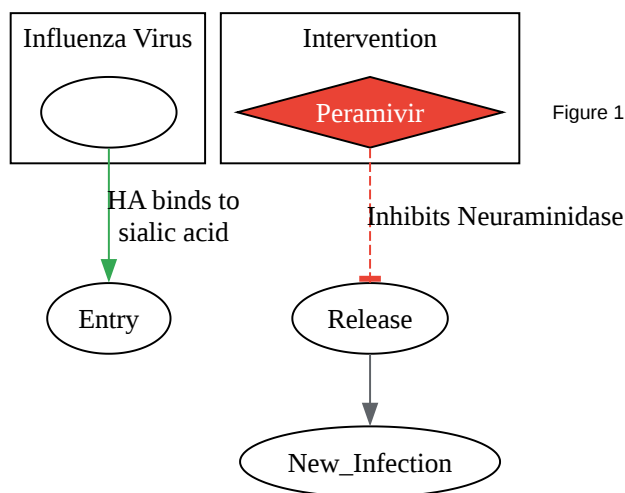 Influenza Virus
Intervention
Peramivir
Figure 1
HA binds to
sialic acid
Inhibits Neuraminidase
Entry
Release
New_Infection